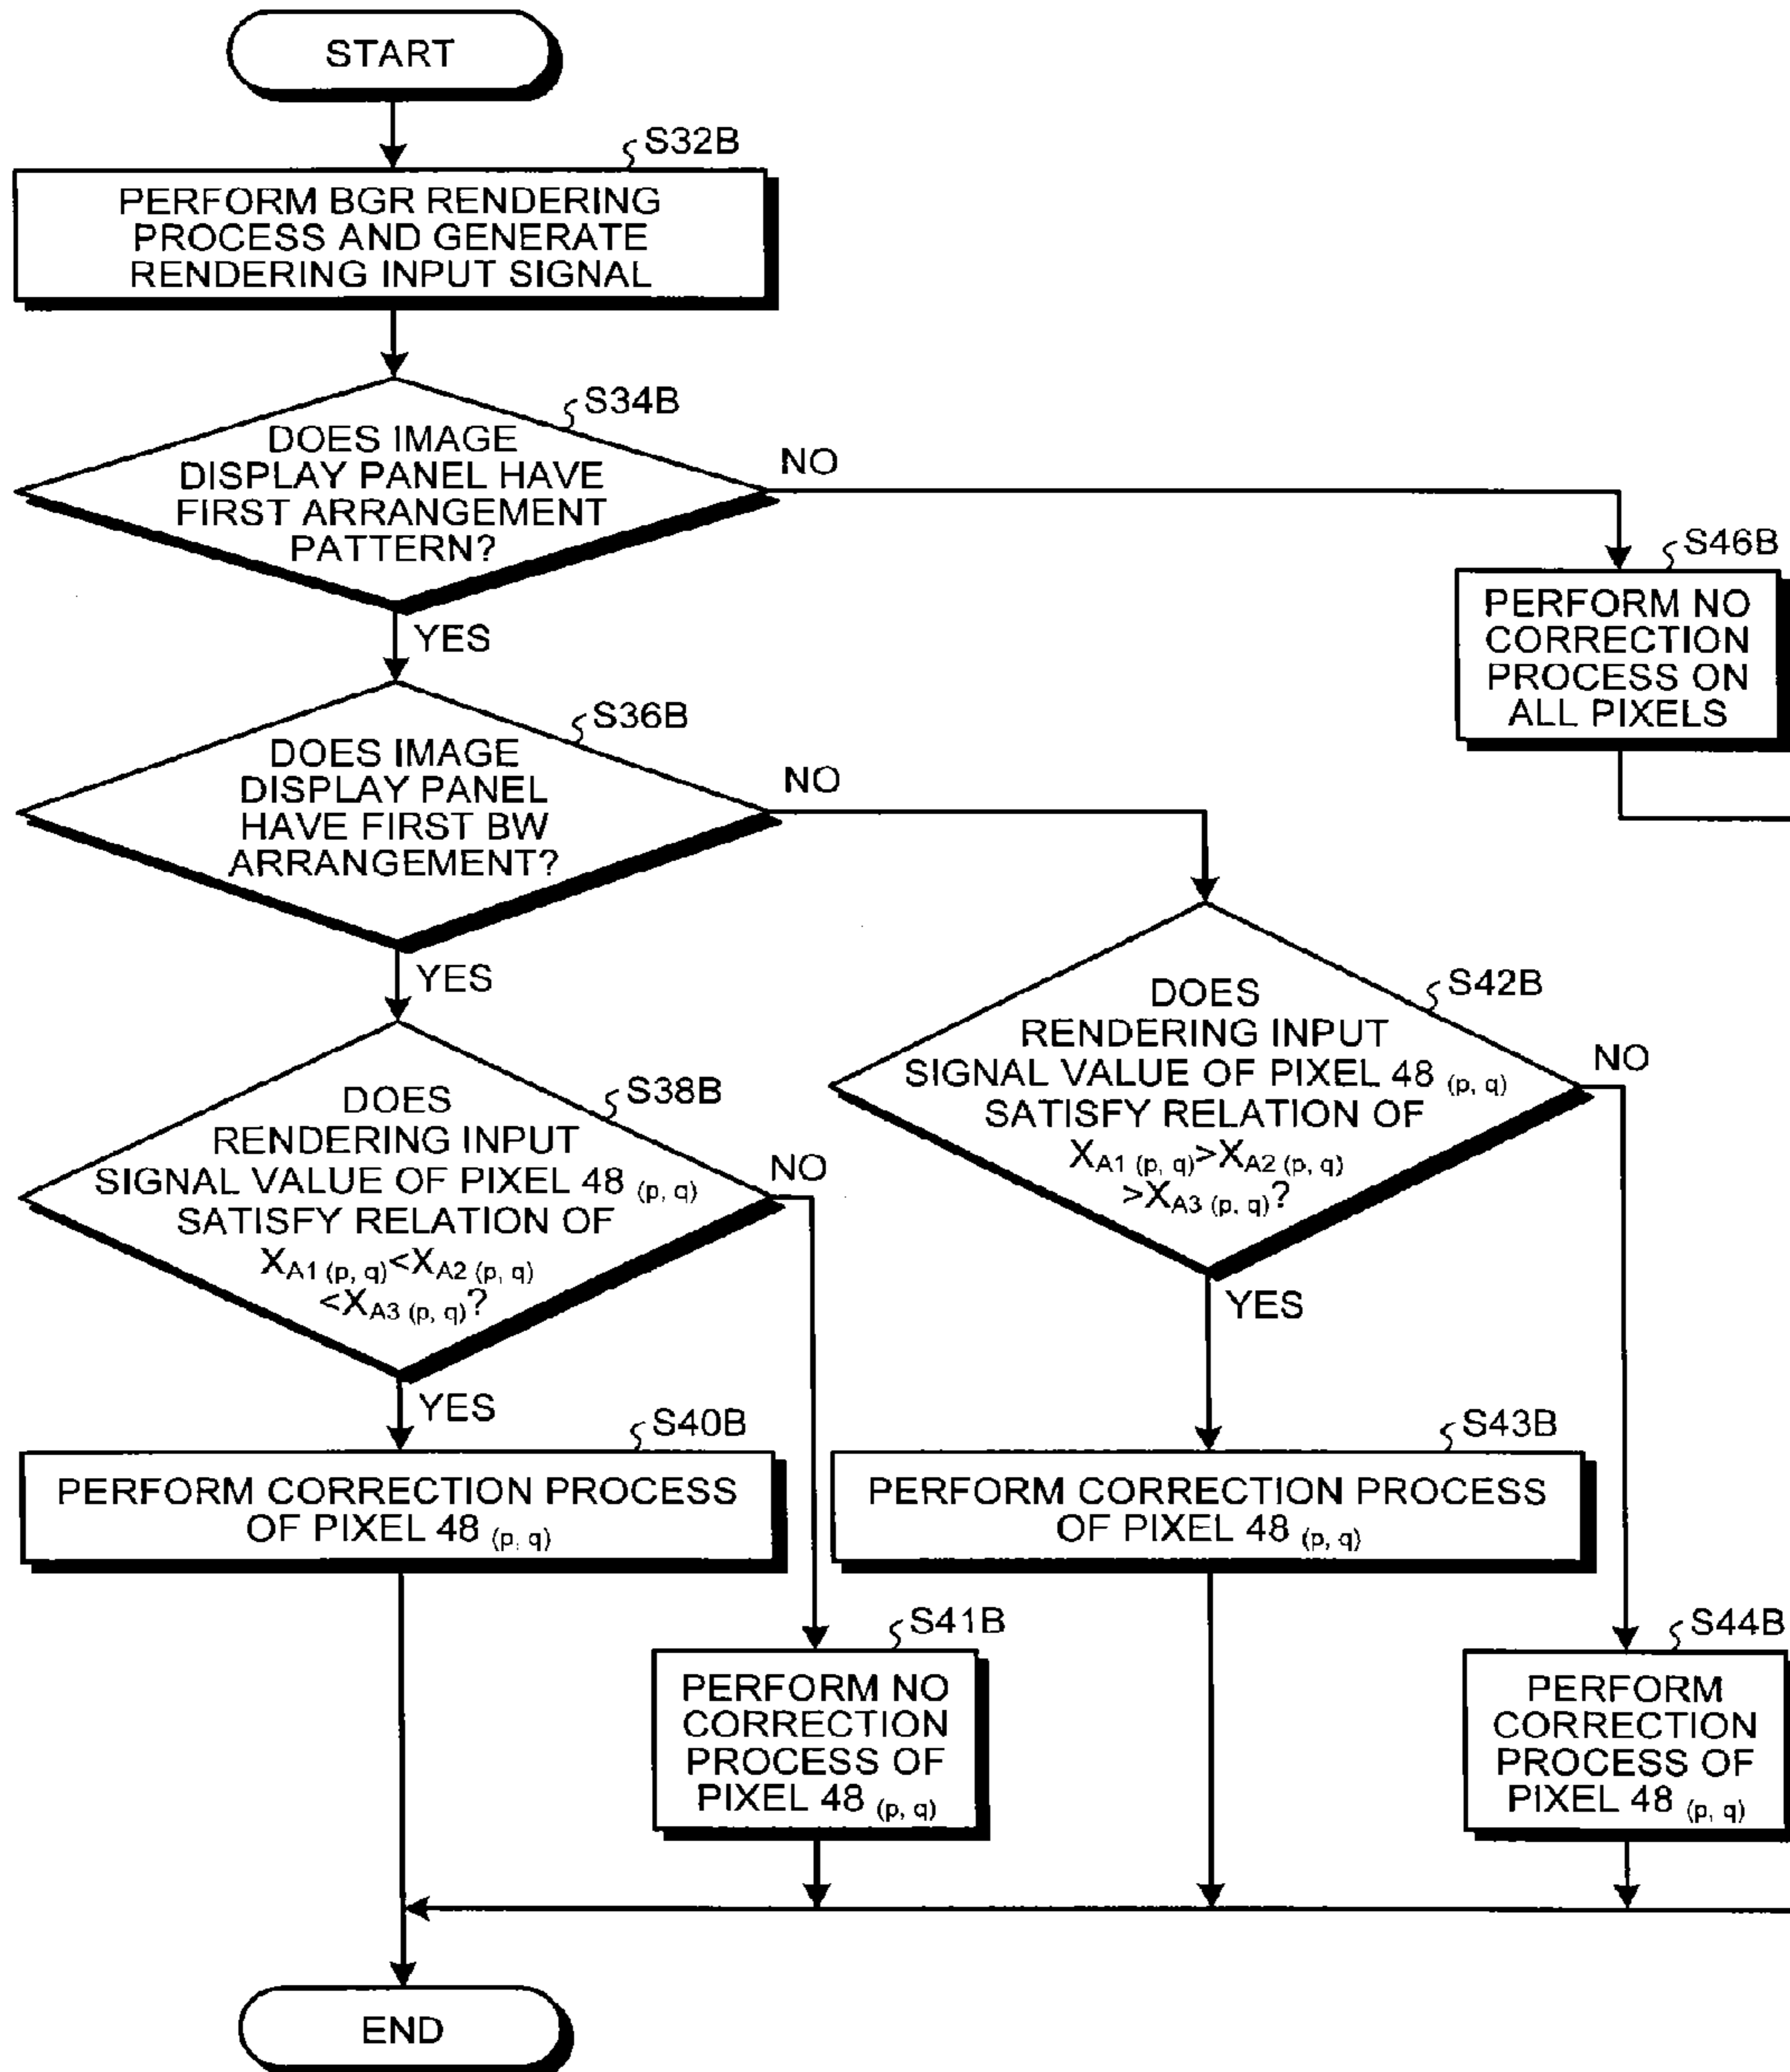 START
S32B
PERFORM BGR RENDERING
PROCESS AND GENERATE
RENDERING INPUT SIGNAL
S34B
DOES IMAGE
DISPLAY PANEL HAVE
FIRST ARRANGEMENT
PATTERN?
NO
YES
S46B
PERFORM NO
CORRECTION
PROCESS ON
ALL PIXELS
S36B
DOES IMAGE
DISPLAY PANEL
HAVE FIRST BW
ARRANGEMENT?
NO
YES
S42B
DOES
RENDERING INPUT
SIGNAL VALUE OF PIXEL 48 (p, q)
SATISFY RELATION OF
XA1 (p, q)>XA2 (p, q)
>XA3 (p, q)?
NO
YES
S38B
DOES
RENDERING INPUT
SIGNAL VALUE OF PIXEL 48 (p, q)
SATISFY RELATION OF
XA1 (p, q)<XA2 (p, q)
<XA3 (p, q)?
NO
YES
S40B
PERFORM CORRECTION PROCESS
OF PIXEL 48 (p, q)
S43B
PERFORM CORRECTION PROCESS
OF PIXEL 48 (p, q)
S41B
PERFORM NO
CORRECTION
PROCESS OF
PIXEL 48 (p, q)
S44B
PERFORM
CORRECTION
PROCESS OF
PIXEL 48 (p, q)
END